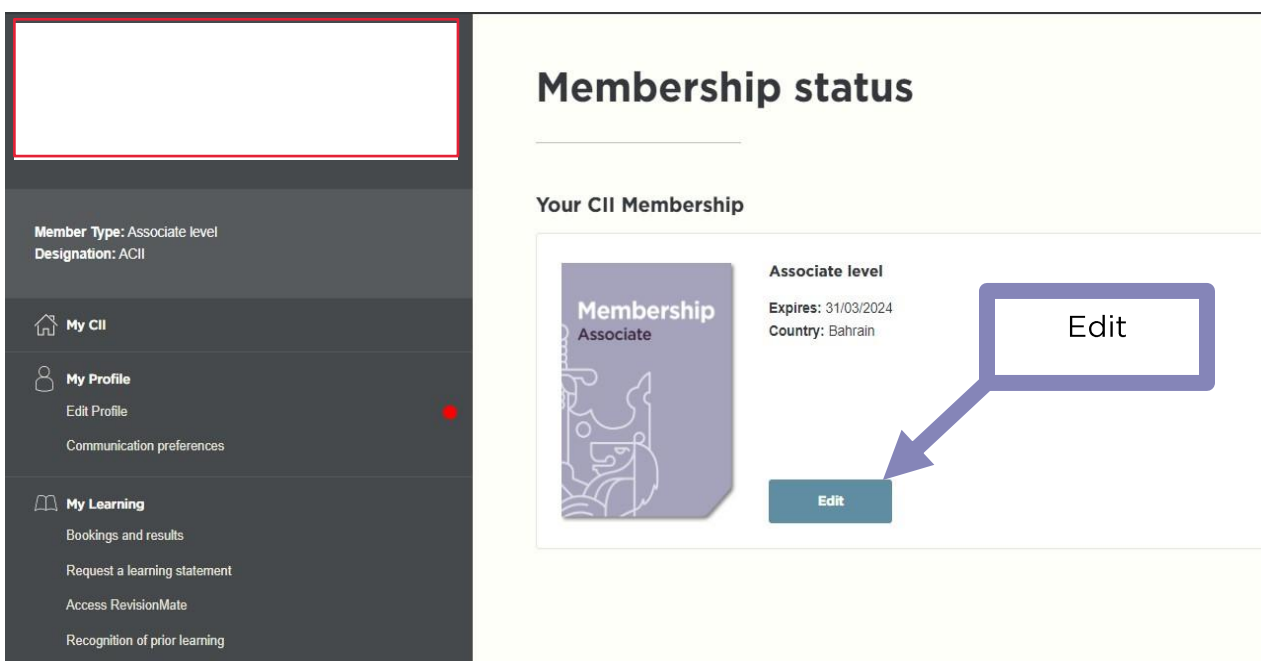 Member Type: Associate level
Designation: ACII
My CII
My Profile
Edit Profile
Communication preferences
My Learning
Bookings and results
Request a learning statement
Access RevisionMate
Recognition of prior learning
Membership status
Your CII Membership
Membership
Associate
Associate level
Expires: 31/03/2024
Country: Bahrain
Edit
Edit